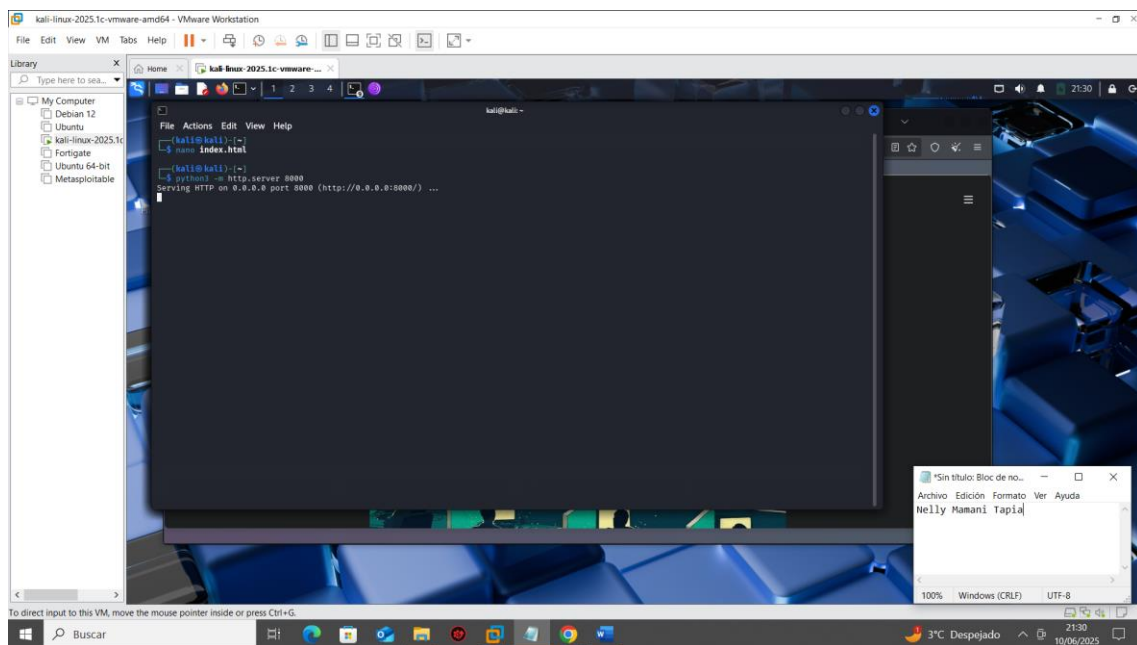 kali-linux-2025.1c-vmware-amd64 - VMware Workstation
File Edit View VM Tabs Help
Library
Type here to sea...
My Computer
Debian 12
Ubuntu
kali-linux-2025.1c
Fortigate
Ubuntu 64-bit
Metasploitable
Home
kali-linux-2025.1c-vmware-...
1 2 3 4
21:30
kali@kali: ~
File Actions Edit View Help
┌──(kali㉿kali)-[~]
└─$ nano index.html
┌──(kali㉿kali)-[~]
└─$ python3 -m http.server 8000
Serving HTTP on 0.0.0.0 port 8000 (http://0.0.0.0:8000/) ...
*Sin título: Bloc de no...
Archivo Edición Formato Ver Ayuda
Nelly Mamani Tapia
100% Windows (CRLF) UTF-8
To direct input to this VM, move the mouse pointer inside or press Ctrl+G.
Buscar
3°C Despejado
21:30
10/06/2025